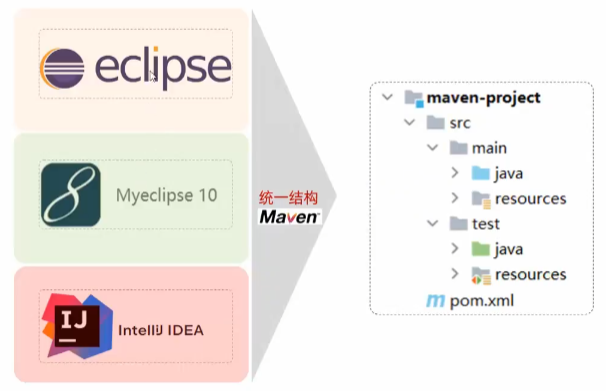 eclipse
Myeclipse 10
IJ
IntelliJ IDEA
统一结构
Maven™
maven-project
src
main
java
resources
test
java
resources
m pom.xml